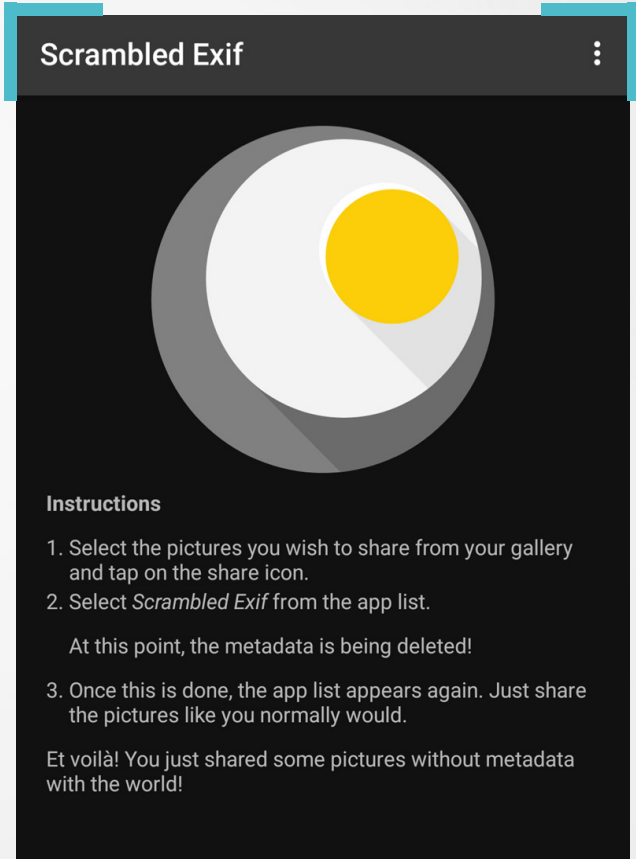 Scrambled Exif
Instructions
1. Select the pictures you wish to share from your gallery
and tap on the share icon.
2. Select Scrambled Exif from the app list.
At this point, the metadata is being deleted!
3. Once this is done, the app list appears again. Just share
the pictures like you normally would.
Et voilà! You just shared some pictures without metadata
with the world!